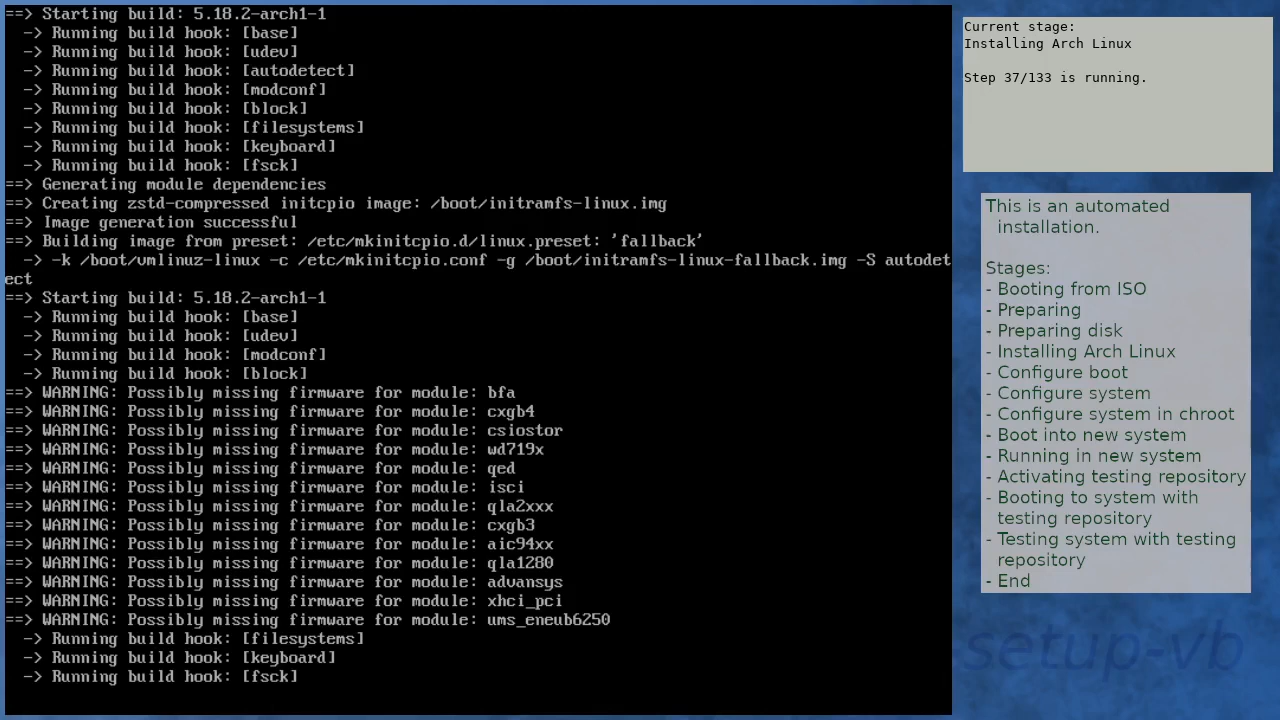 ==> Starting build: 5.18.2-arch1-1
  -> Running build hook: [base]
  -> Running build hook: [udev]
  -> Running build hook: [autodetect]
  -> Running build hook: [modconf]
  -> Running build hook: [block]
  -> Running build hook: [filesystems]
  -> Running build hook: [keyboard]
  -> Running build hook: [fsck]
==> Generating module dependencies
==> Creating zstd-compressed initcpio image: /boot/initramfs-linux.img
==> Image generation successful
==> Building image from preset: /etc/mkinitcpio.d/linux.preset: 'fallback'
  -> -k /boot/vmlinuz-linux -c /etc/mkinitcpio.conf -g /boot/initramfs-linux-fallback.img -S autodet
ect
==> Starting build: 5.18.2-arch1-1
  -> Running build hook: [base]
  -> Running build hook: [udev]
  -> Running build hook: [modconf]
  -> Running build hook: [block]
==> WARNING: Possibly missing firmware for module: bfa
==> WARNING: Possibly missing firmware for module: cxgb4
==> WARNING: Possibly missing firmware for module: csiostor
==> WARNING: Possibly missing firmware for module: wd719x
==> WARNING: Possibly missing firmware for module: qed
==> WARNING: Possibly missing firmware for module: isci
==> WARNING: Possibly missing firmware for module: qla2xxx
==> WARNING: Possibly missing firmware for module: cxgb3
==> WARNING: Possibly missing firmware for module: aic94xx
==> WARNING: Possibly missing firmware for module: qla1280
==> WARNING: Possibly missing firmware for module: advansys
==> WARNING: Possibly missing firmware for module: xhci_pci
==> WARNING: Possibly missing firmware for module: ums_eneub6250
  -> Running build hook: [filesystems]
  -> Running build hook: [keyboard]
  -> Running build hook: [fsck]
Current stage:
Installing Arch Linux
Step 37/133 is running.
This is an automated
installation.
Stages:
- Booting from ISO
- Preparing
- Preparing disk
- Installing Arch Linux
- Configure boot
- Configure system
- Configure system in chroot
- Boot into new system
- Running in new system
- Activating testing repository
- Booting to system with
testing repository
- Testing system with testing
repository
- End
setup-vb